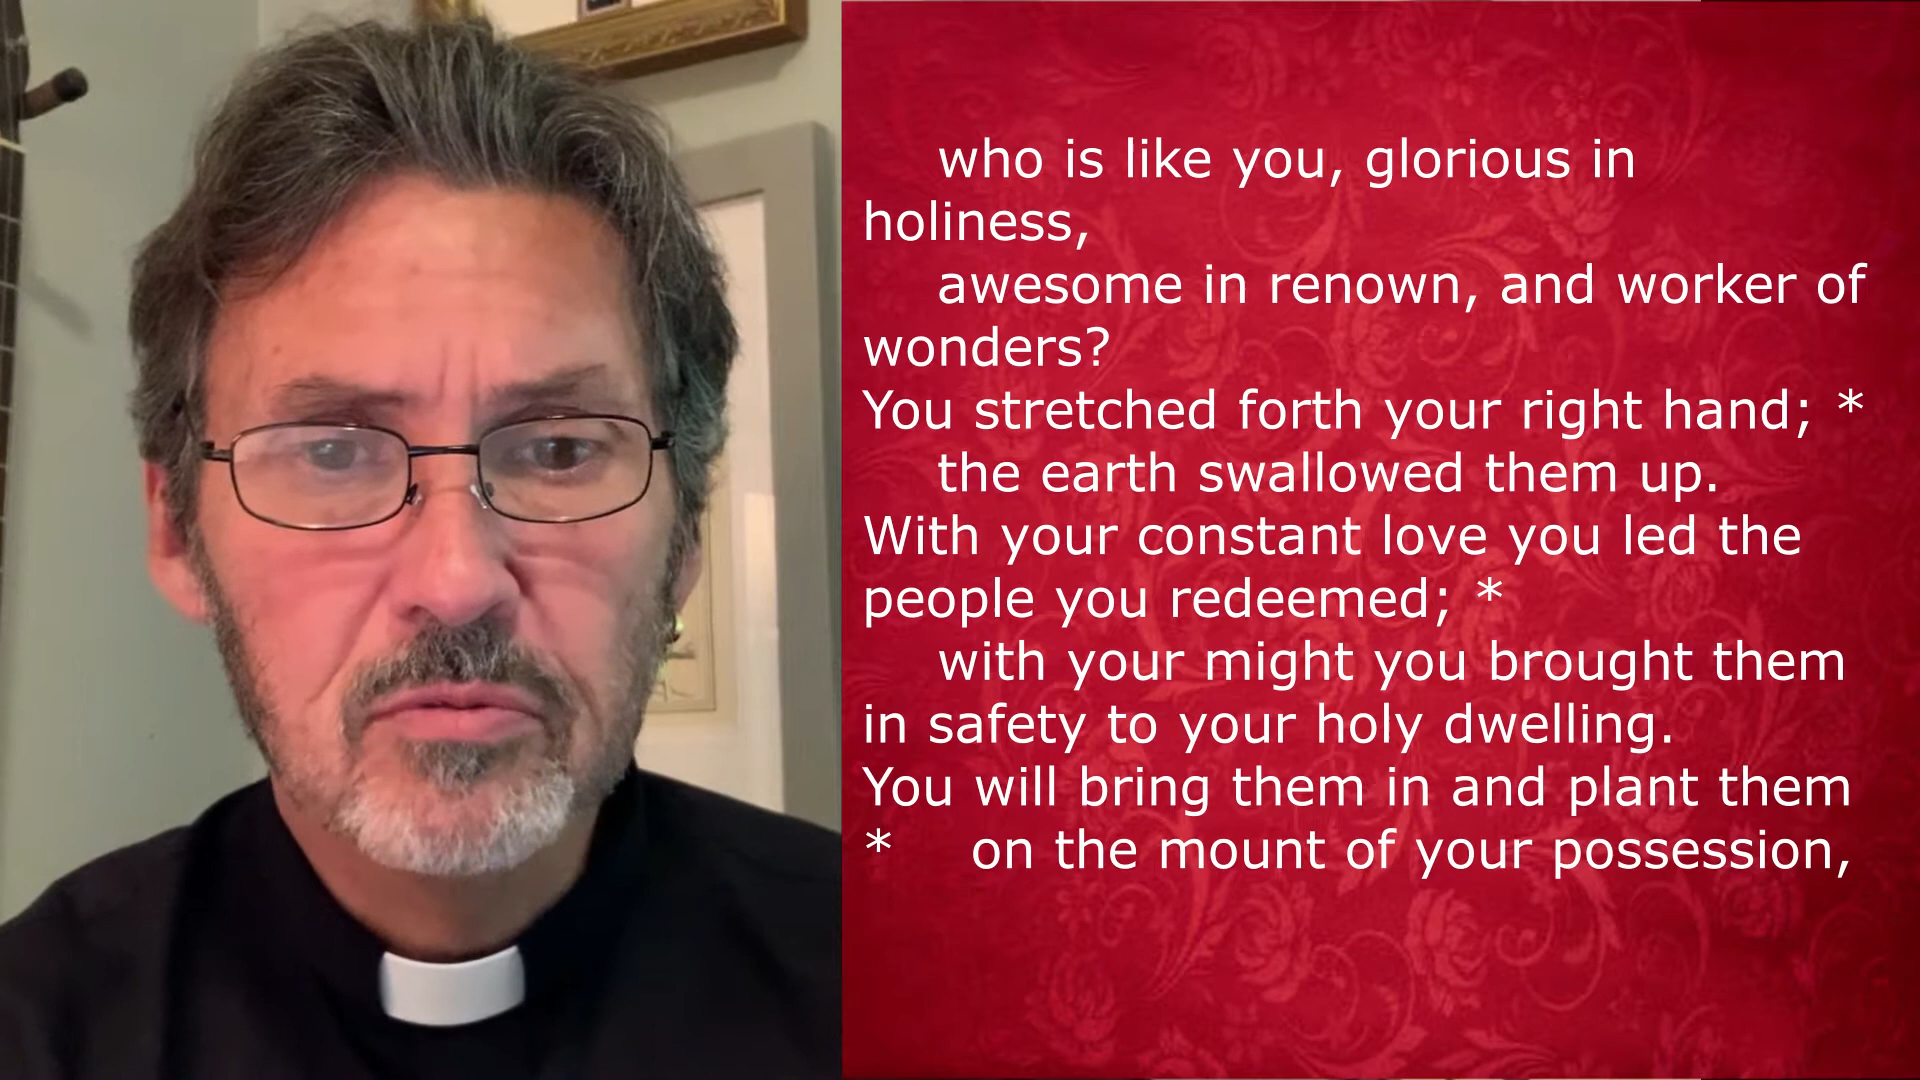 who is like you, glorious in
holiness,
awesome in renown, and worker of
wonders?
You stretched forth your right hand; *
the earth swallowed them up.
With your constant love you led the
people you redeemed; *
with your might you brought them
in safety to your holy dwelling.
You will bring them in and plant them
* on the mount of your possession,